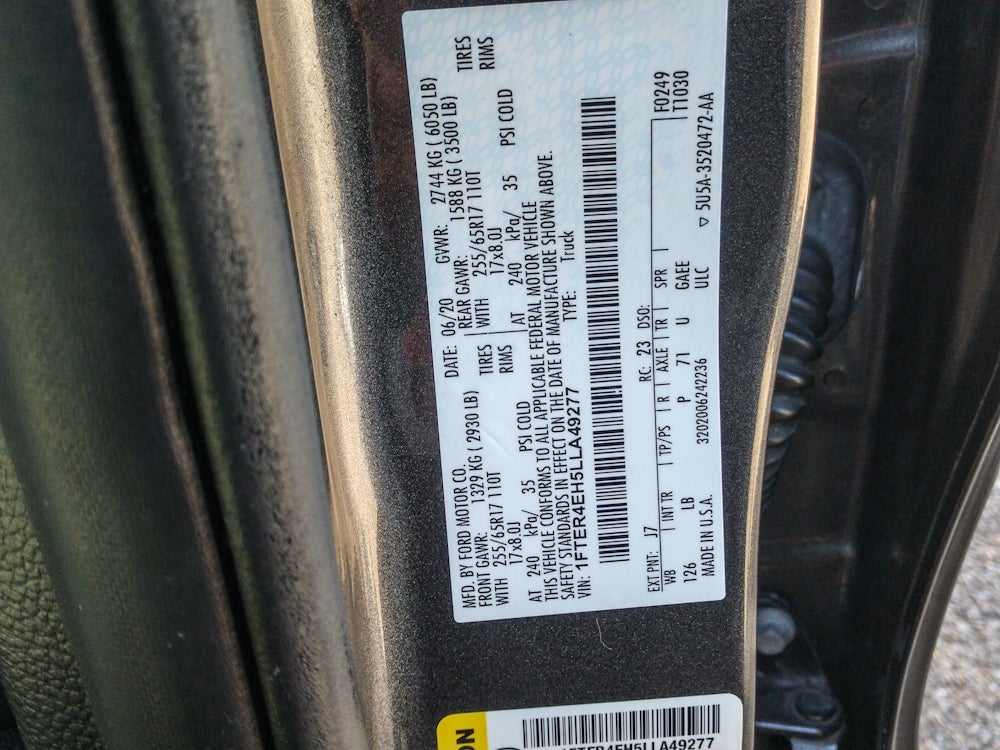 MFD. BY FORD MOTOR CO.
DATE: 06/20
GVWR: 2744 KG ( 6050 LB)
FRONT GAWR: 1329 KG ( 2930 LB)
REAR GAWR: 1588 KG ( 3500 LB)
WITH 255/65R17 110T TIRES
17x8.0J RIMS
WITH 255/65R17 110T TIRES
17x8.0J RIMS
AT 240 kPa/ 35 PSI COLD
AT 240 kPa/ 35 PSI COLD
THIS VEHICLE CONFORMS TO ALL APPLICABLE FEDERAL MOTOR VEHICLE
SAFETY STANDARDS IN EFFECT ON THE DATE OF MANUFACTURE SHOWN ABOVE.
VIN: 1FTER4EH5LLA49277
TYPE: Truck
EXT PNT: J7 RC: 23 DSO: F0249
WB INT TR TP/PS R AXLE TR SPR T1030
126 LB P 71 U GAEE
ULC
MADE IN U.S.A. 3202006242236 ▽ 5U5A-3520472-AA
1FTER4EH5LLA49277